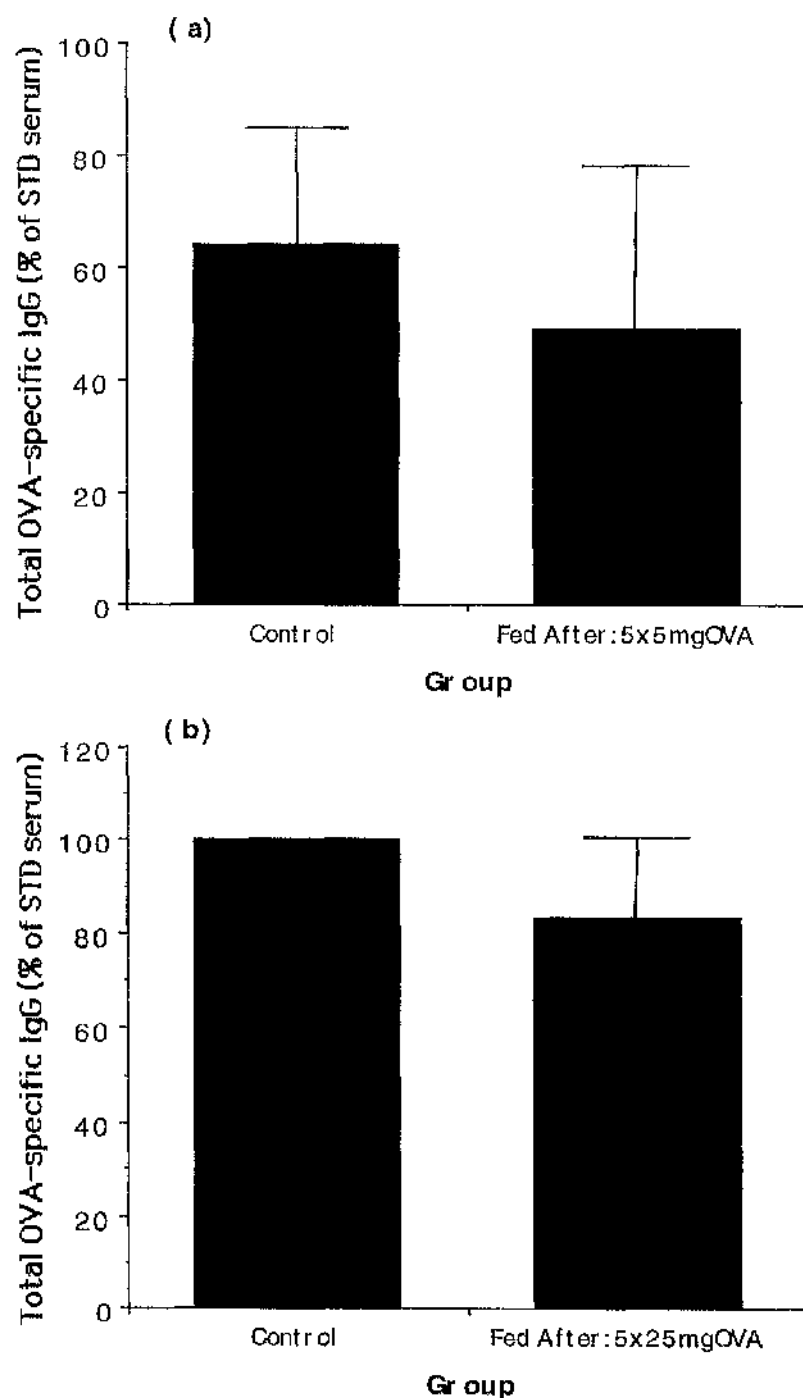 ( a)
Total OVA-specific IgG (% of STD serum)
100
80
60
40
20
0
Control
Fed After:5x5mgOVA
Group
( b)
Total OVA-specific IgG (% of STD serum)
120
100
80
60
40
20
0
Control
Fed After:5x25mgOVA
Group